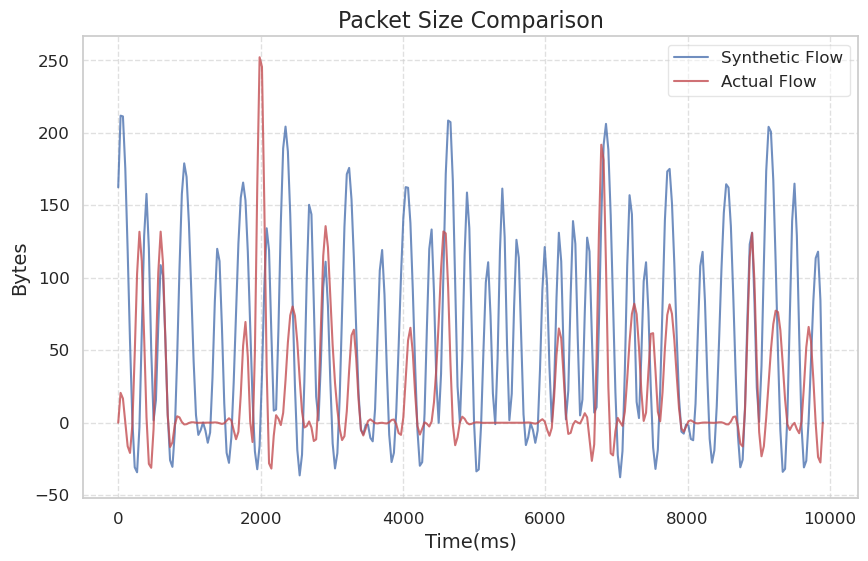 Packet Size Comparison
Synthetic Flow
Actual Flow
250
200
150
100
50
0
−50
Bytes
0 2000 4000 6000 8000 10000
Time(ms)